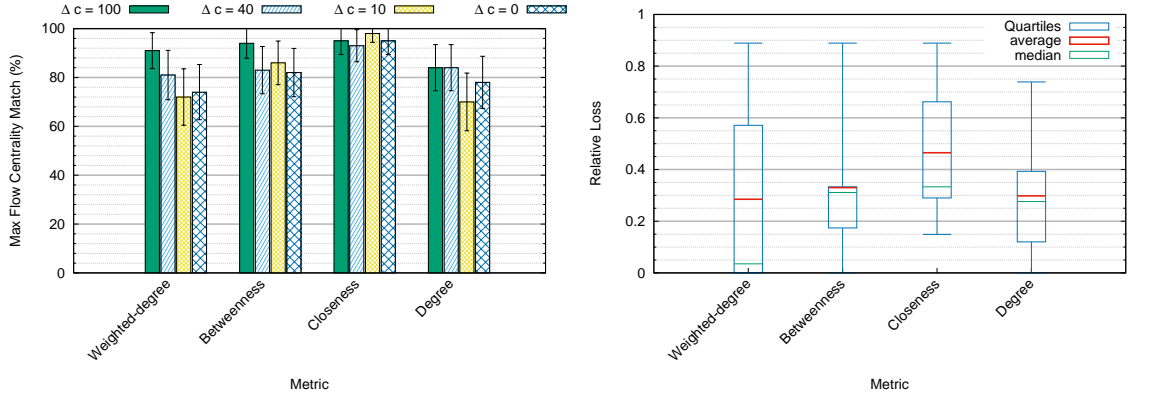 Δ c = 100
Δ c = 40
Δ c = 10
Δ c = 0
Max Flow Centrality Match (%)
100
80
60
40
20
0
Weighted-degree
Betweenness
Closeness
Degree
Metric
Quartiles
average
median
Relative Loss
1
0.8
0.6
0.4
0.2
0
Weighted-degree
Betweenness
Closeness
Degree
Metric